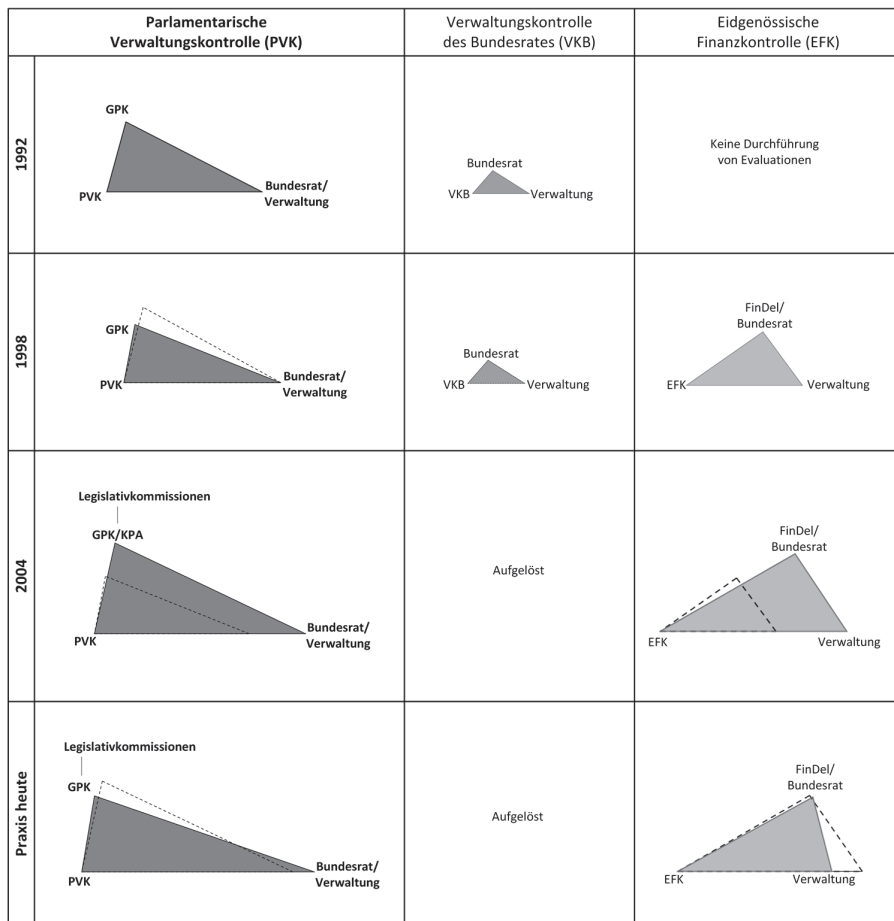 Parlamentarische
Verwaltungskontrolle (PVK)
Verwaltungskontrolle
des Bundesrates (VKB)
Eidgenössische
Finanzkontrolle (EFK)
1992
GPK
PVK
Bundesrat/
Verwaltung
Bundesrat
VKB
Verwaltung
Keine Durchführung
von Evaluationen
1998
GPK
PVK
Bundesrat/
Verwaltung
Bundesrat
VKB
Verwaltung
FinDel/
Bundesrat
EFK
Verwaltung
2004
Legislativkommissionen
GPK/KPA
PVK
Bundesrat/
Verwaltung
Aufgelöst
FinDel/
Bundesrat
EFK
Verwaltung
Praxis heute
Legislativkommissionen
GPK
PVK
Bundesrat/
Verwaltung
Aufgelöst
FinDel/
Bundesrat
EFK
Verwaltung